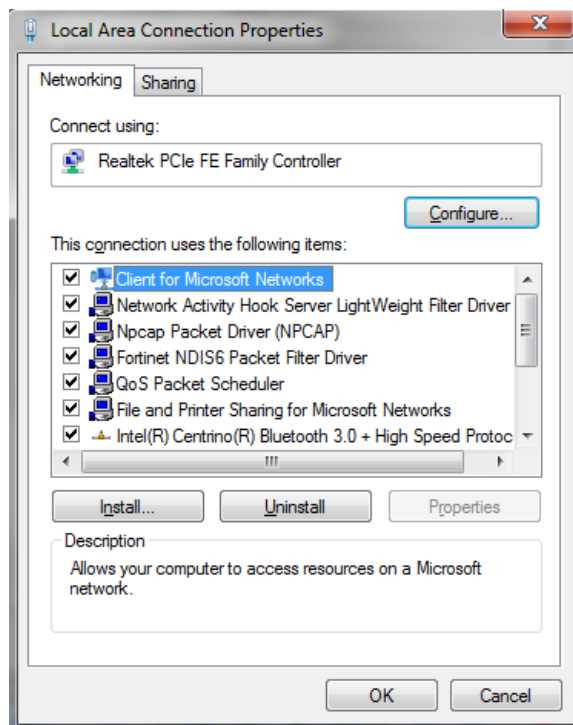 Local Area Connection Properties
Networking
Sharing
Connect using:
Realtek PCIe FE Family Controller
Configure...
This connection uses the following items:
Client for Microsoft Networks
Network Activity Hook Server LightWeight Filter Driver
Npcap Packet Driver (NPCAP)
Fortinet NDIS6 Packet Filter Driver
QoS Packet Scheduler
File and Printer Sharing for Microsoft Networks
Intel(R) Centrino(R) Bluetooth 3.0 + High Speed Protoc
Install...
Uninstall
Properties
Description
Allows your computer to access resources on a Microsoft
network.
OK
Cancel